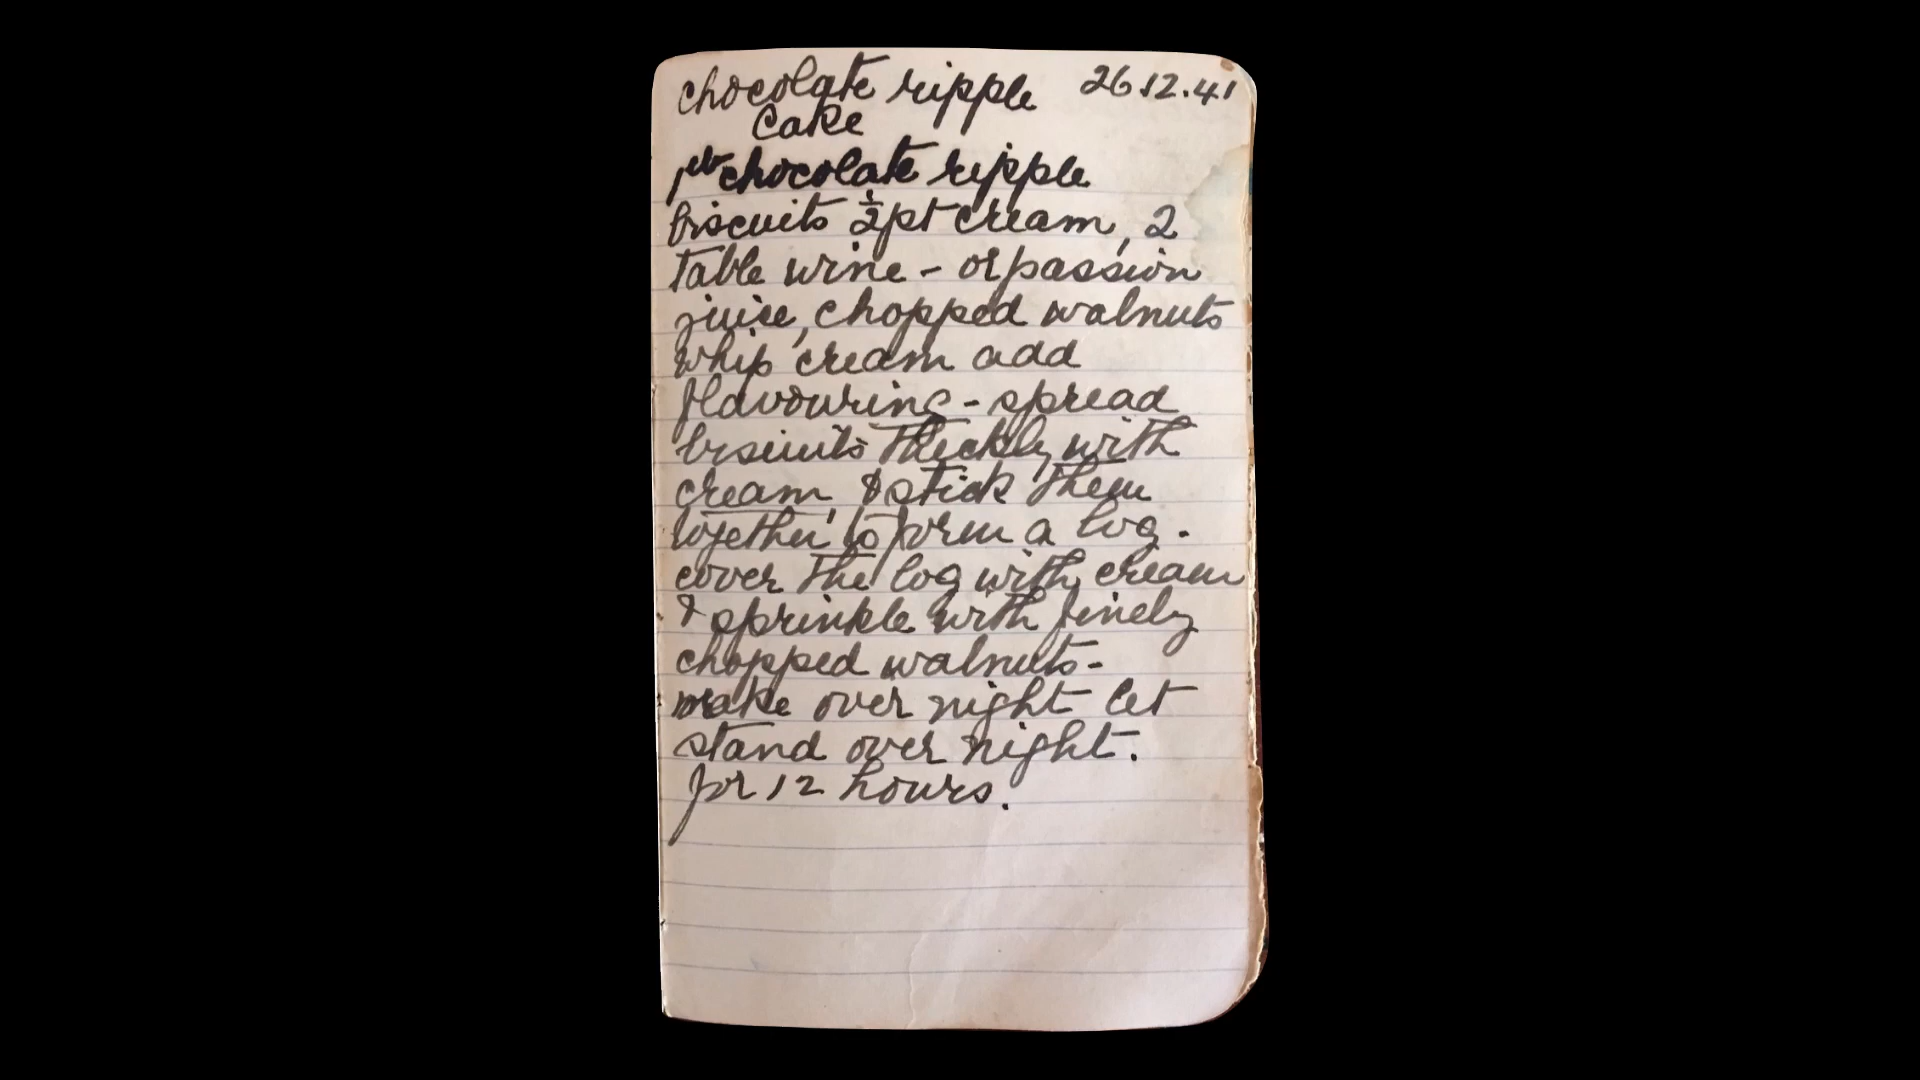 chocolate ripple 26.12.41
cake
1lb chocolate ripple
biscuits ½pt cream, 2
table wine - or passion
juice, chopped walnuts
whip cream add
flavouring - spread
biscuits thickly with
cream, & stick them
together to form a log.
cover the log with cream
& sprinkle with finely
chopped walnuts -
make over night let
stand over night.
for 12 hours.